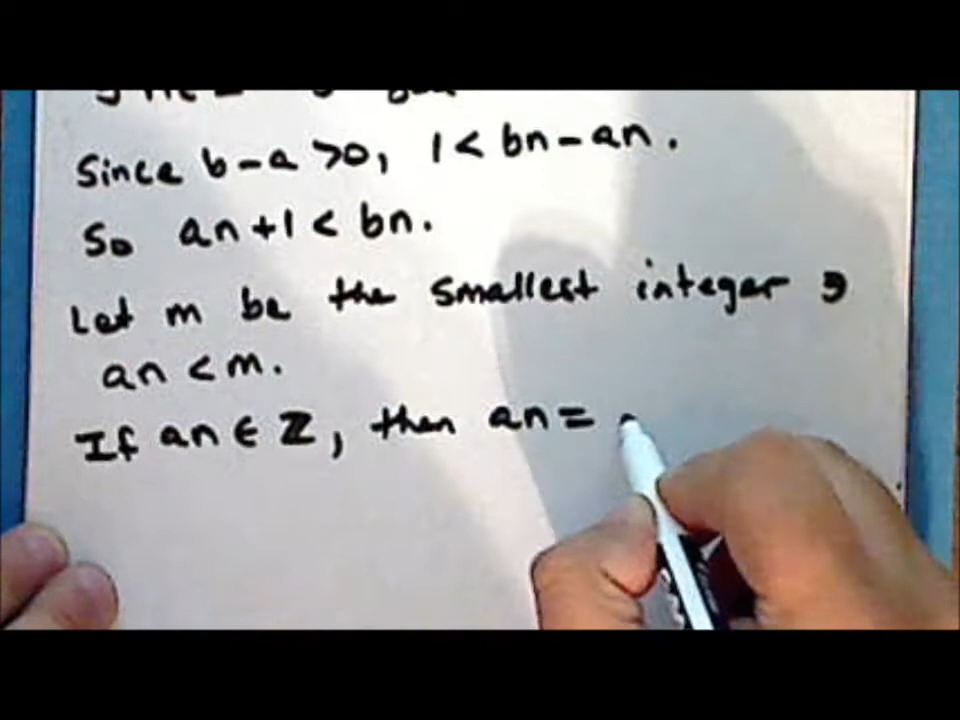 Since b-a >0, 1 < bn-an.
So an+1 < bn.
Let m be the smallest integer ∋
an < m.
If an ∈ ℤ, then an =